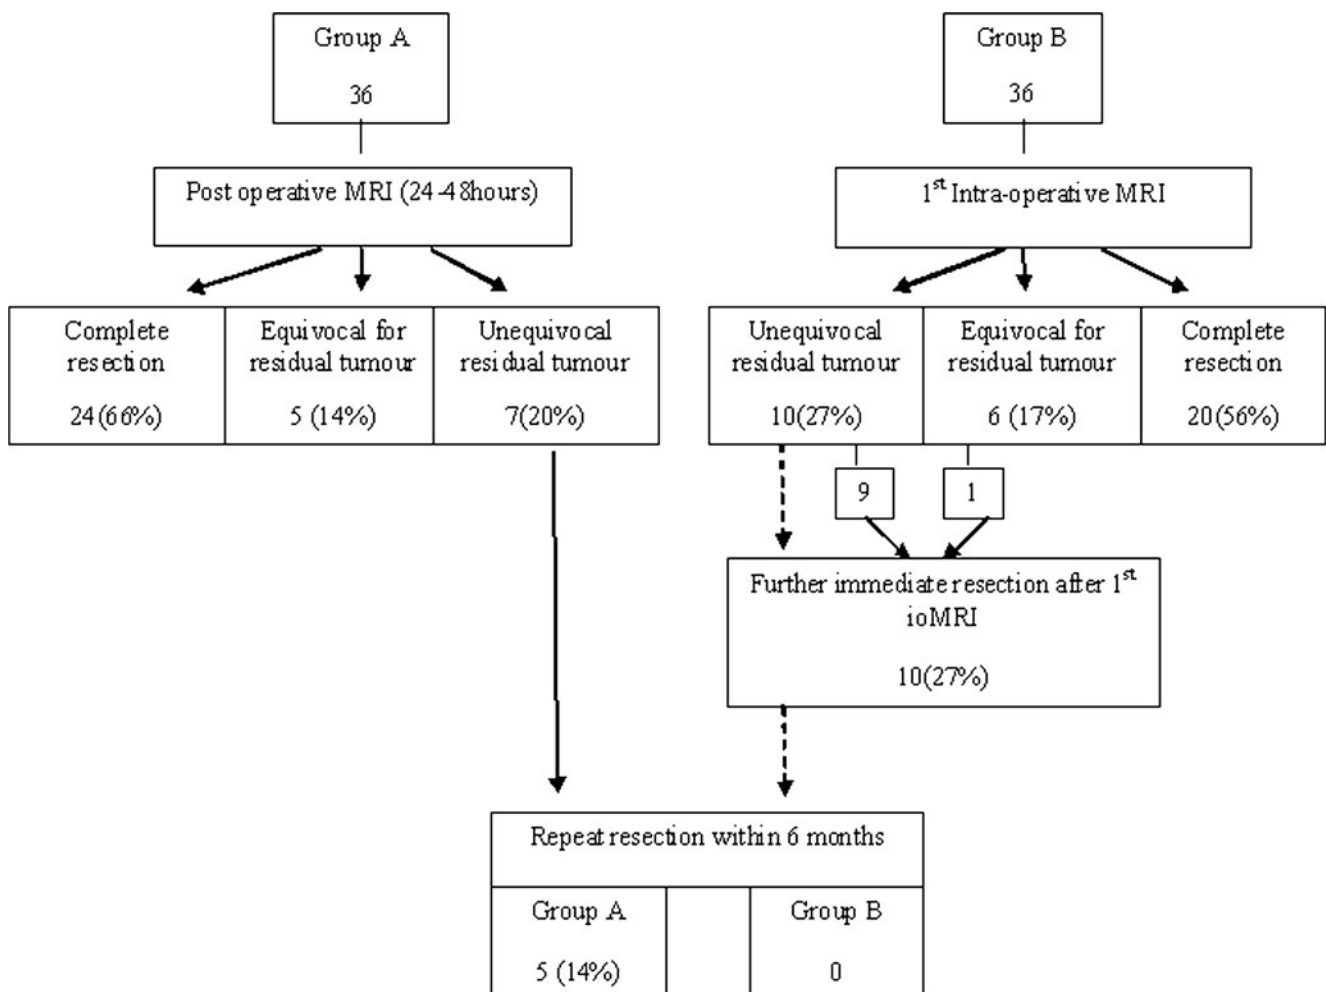 Group A
36
Group B
36
Post operative MRI (24-48hours)
1st Intra-operative MRI
Complete
resection
24(66%)
Equivocal for
residual tumour
5 (14%)
Unequivocal
residual tumour
7(20%)
Unequivocal
residual tumour
10(27%)
Equivocal for
residual tumour
6 (17%)
Complete
resection
20(56%)
9
1
Further immediate resection after 1st
ioMRI
10(27%)
Repeat resection within 6 months
Group A
5 (14%)
Group B
0